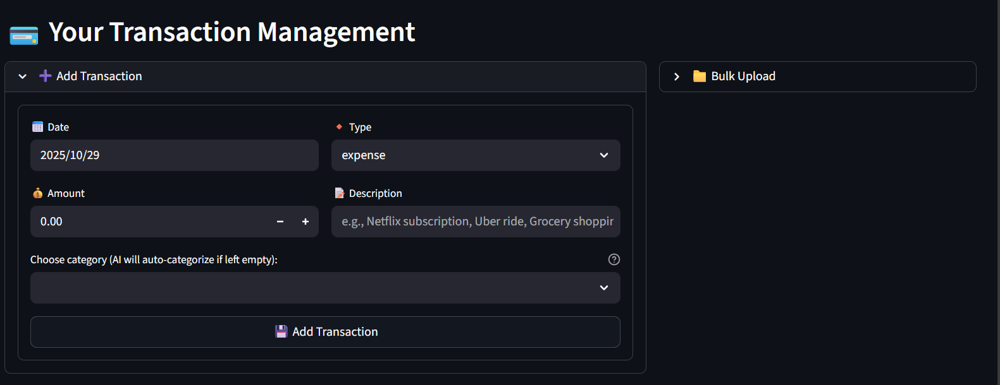 Your Transaction Management
Add Transaction
Bulk Upload
Date
Type
2025/10/29
expense
Amount
Description
0.00
e.g., Netflix subscription, Uber ride, Grocery shoppin
Choose category (AI will auto-categorize if left empty):
Add Transaction